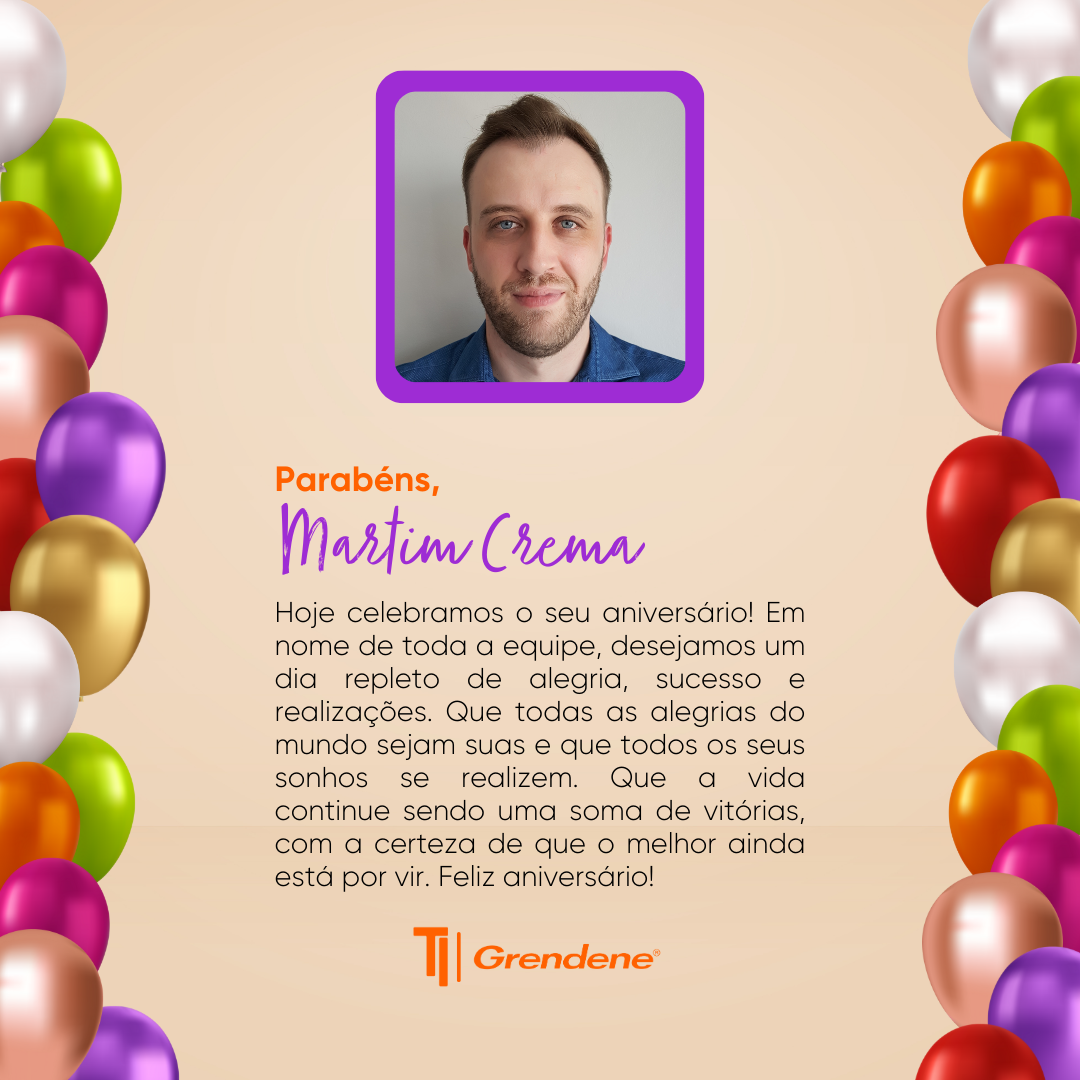 Parabéns,
Martim Crema
Hoje celebramos o seu aniversário! Em
nome de toda a equipe, desejamos um
dia repleto de alegria, sucesso e
realizações. Que todas as alegrias do
mundo sejam suas e que todos os seus
sonhos se realizem. Que a vida
continue sendo uma soma de vitórias,
com a certeza de que o melhor ainda
está por vir. Feliz aniversário!
TI | Grendene®